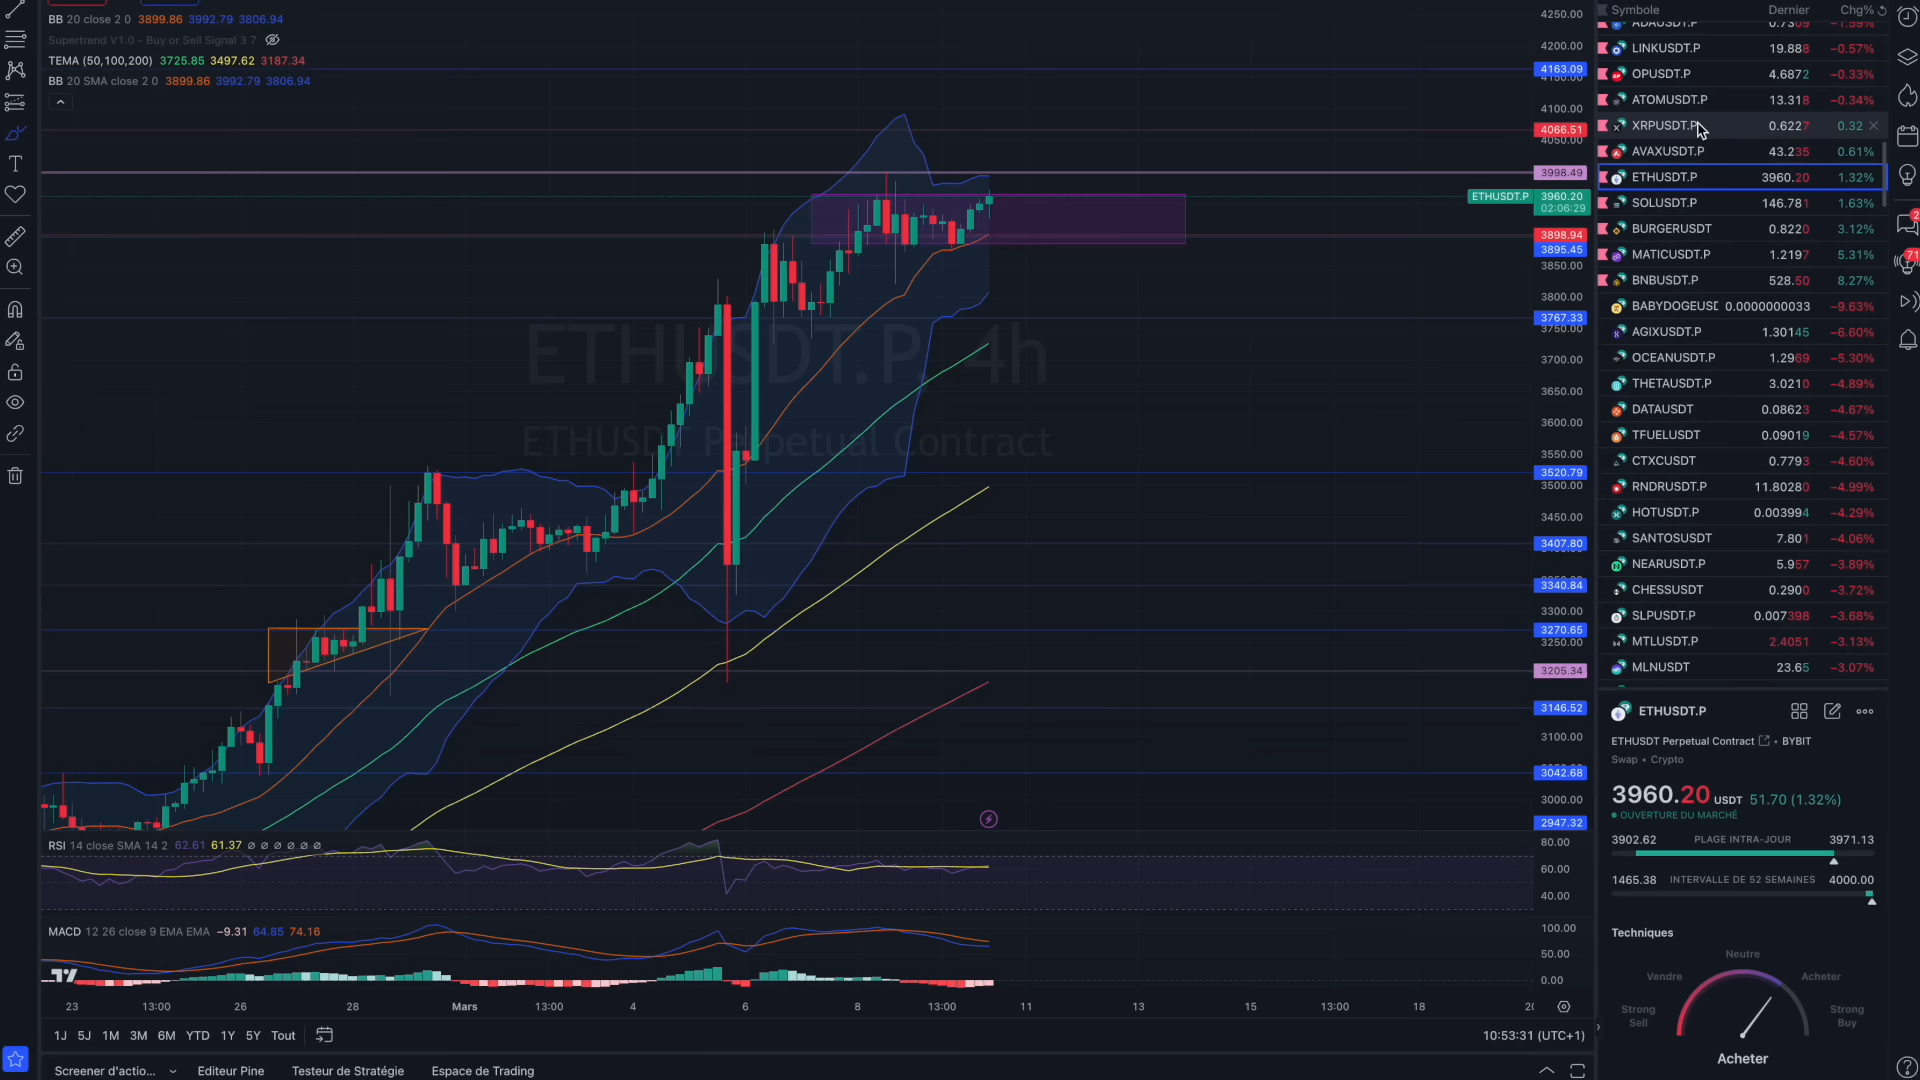 BB 20 close 2 0 3899.86 3992.79 3806.94
Supertrend V1.0 - Buy or Sell Signal 3 7
TEMA (50,100,200) 3725.85 3497.62 3187.34
BB 20 SMA close 2 0 3899.86 3992.79 3806.94
ETHUSDT.P, 4h
ETHUSDT Perpetual Contract
4250.00
4200.00
4163.09
4150.00
4100.00
4066.51
4050.00
3998.49
ETHUSDT.P 3960.20
02:06:29
3898.94
3895.45
3850.00
3800.00
3767.33
3750.00
3700.00
3650.00
3600.00
3550.00
3520.79
3500.00
3450.00
3407.80
3340.84
3300.00
3270.65
3250.00
3205.34
3146.52
3100.00
3042.68
3000.00
2947.32
RSI 14 close SMA 14 2 62.61 61.37 ∅ ∅ ∅ ∅ ∅ ∅
80.00
60.00
40.00
MACD 12 26 close 9 EMA EMA −9.31 64.85 74.16
100.00
50.00
0.00
23 13:00 26 28 Mars 13:00 4 6 8 13:00 11 13 15 13:00 18
1J 5J 1M 3M 6M YTD 1Y 5Y Tout
10:53:31 (UTC+1)
Screener d'actio... Editeur Pine Testeur de Stratégie Espace de Trading
Symbole Dernier Chg%
ADAUSDT.P 0.7309 −1.59%
LINKUSDT.P 19.888 −0.57%
OPUSDT.P 4.6872 −0.33%
ATOMUSDT.P 13.318 −0.34%
XRPUSDT.P 0.6227 0.32
AVAXUSDT.P 43.235 0.61%
ETHUSDT.P 3960.20 1.32%
SOLUSDT.P 146.781 1.63%
BURGERUSDT 0.8220 3.12%
MATICUSDT.P 1.2197 5.31%
BNBUSDT.P 528.50 8.27%
BABYDOGEUSD 0.0000000033 −9.63%
AGIXUSDT.P 1.30145 −6.60%
OCEANUSDT.P 1.2969 −5.30%
THETAUSDT.P 3.0210 −4.89%
DATAUSDT 0.08623 −4.67%
TFUELUSDT 0.09019 −4.57%
CTXCUSDT 0.7793 −4.60%
RNDRUSDT.P 11.80280 −4.99%
HOTUSDT.P 0.003994 −4.29%
SANTOSUSDT 7.801 −4.06%
NEARUSDT.P 5.957 −3.89%
CHESSUSDT 0.2900 −3.72%
SLPUSDT.P 0.007398 −3.68%
MTLUSDT.P 2.4051 −3.13%
MLNUSDT 23.65 −3.07%
ETHUSDT.P
ETHUSDT Perpetual Contract • BYBIT
Swap • Crypto
3960.20 USDT 51.70 (1.32%)
OUVERTURE DU MARCHÉ
3902.62 PLAGE INTRA-JOUR 3971.13
1465.38 INTERVALLE DE 52 SEMAINES 4000.00
Techniques
Neutre
Vendre Acheter
Strong Sell
Strong Buy
Acheter
2
71